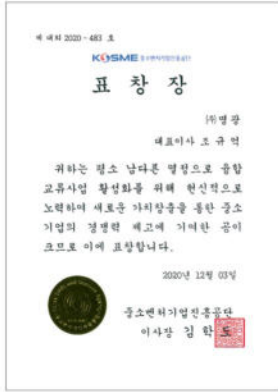 제 대외 2020 - 483 호
KOSME 중소벤처기업진흥공단
표 창 장
(주)명광
대표이사 조 규 억
귀하는 평소 남다른 열정으로 융합
교류사업 활성화를 위해 헌신적으로
노력하여 새로운 가치창출을 통한 중소
기업의 경쟁력 제고에 기여한 공이
크므로 이에 표창합니다.
2020년 12월 03일
중소벤처기업진흥공단
이사장 김 학 도